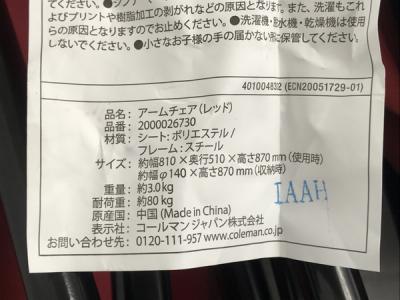 てください。
よびプリントや樹脂加工の剥がれなどの原因となります。また、洗濯もこれ
らの原因となりますのでお止めください。●洗濯機・脱水機・乾燥機は使用
しないでください。●小さなお子様の手の届かない所に保管してください。
4010048332 (ECN20051729-01)
品名：アームチェア（レッド）
品番：2000026730
材質：シート：ポリエステル/
フレーム：スチール
サイズ：約幅810×奥行510×高さ870mm（使用時）
約幅φ140×高さ870mm（収納時）
重量：約3.0kg
耐荷重：約80kg
原産国：中国(Made in China)
表示社：コールマンジャパン株式会社
お問い合わせ先：0120-111-957 www.coleman.co.jp
IAAH